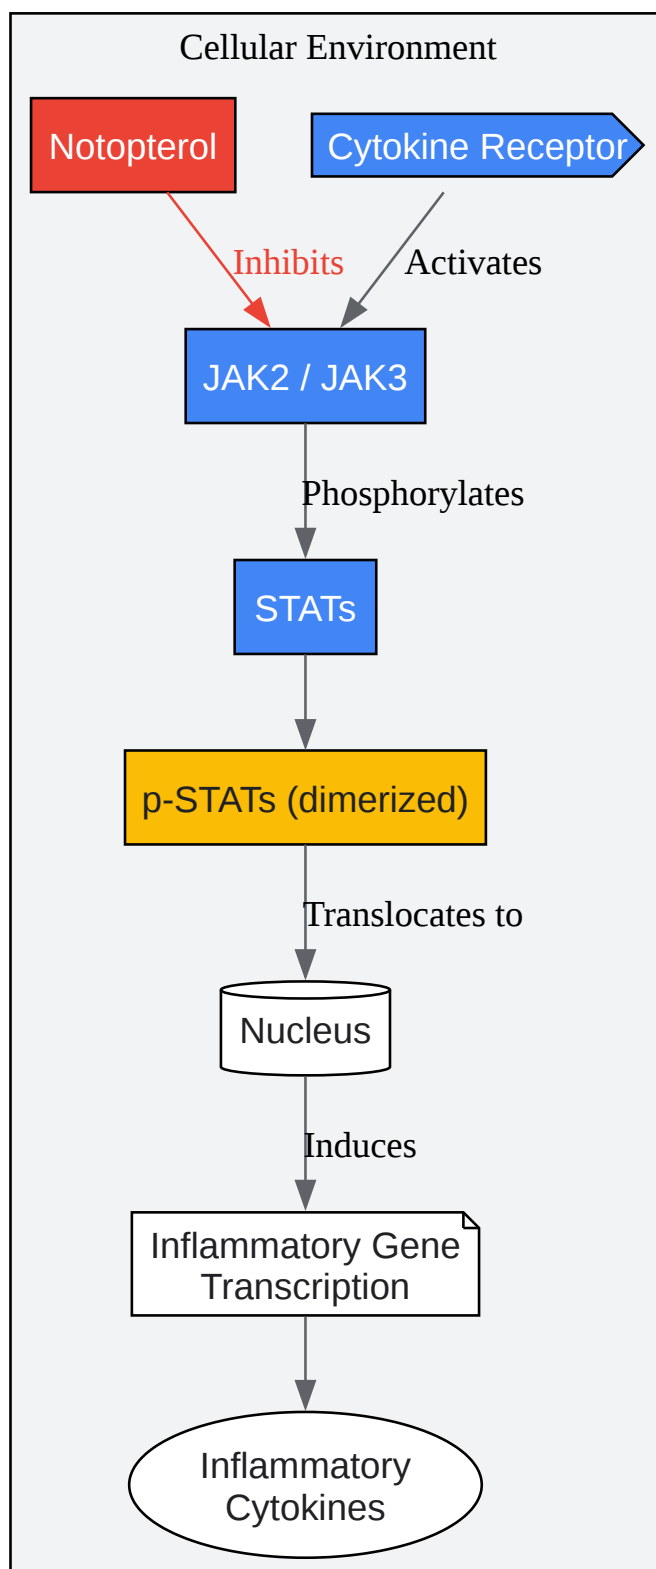 Cellular Environment
Notopterol
Cytokine Receptor
Inhibits
Activates
JAK2 / JAK3
Phosphorylates
STATs
p-STATs (dimerized)
Translocates to
Nucleus
Induces
Inflammatory Gene
Transcription
Inflammatory
Cytokines